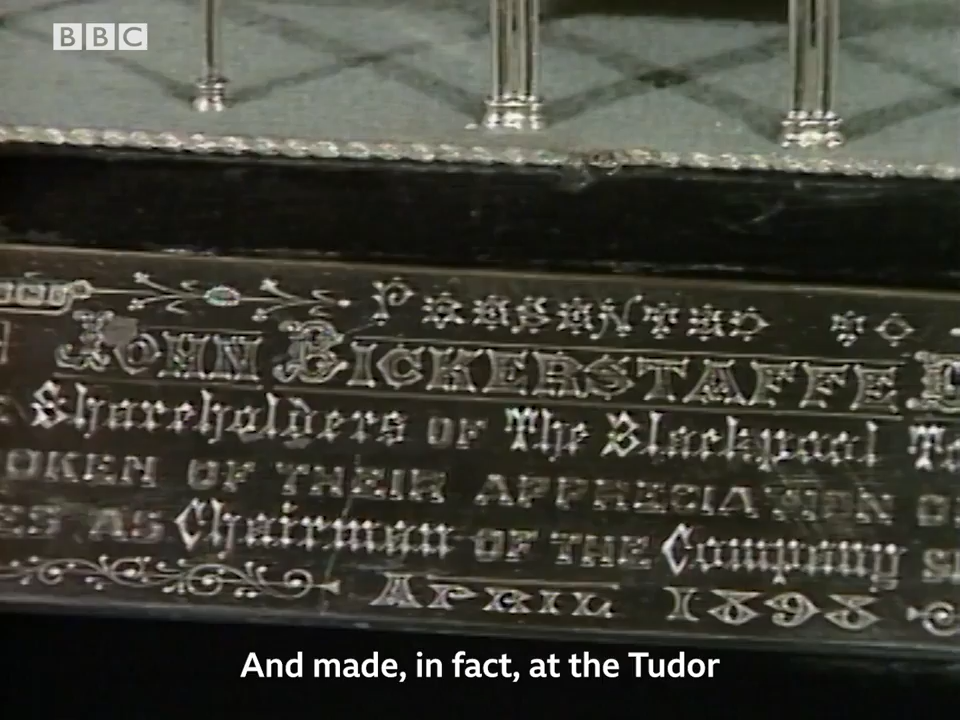 BBC
PRESENTED TO
JOHN BICKERSTAFFE
Shareholders OF The Blackpool
OF THEIR APPRECIATION
AS Chairman OF THE Company
APRIL 1898
And made, in fact, at the Tudor